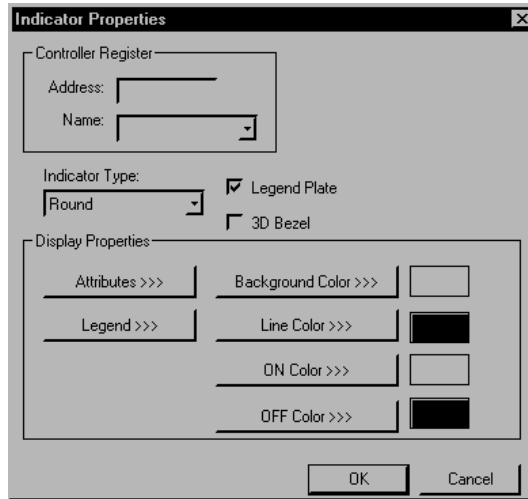 Indicator Properties
Controller Register
Address:
Name:
Indicator Type:
Round
Legend Plate
3D Bezel
Display Properties
Attributes >>>
Background Color >>>
Legend >>>
Line Color >>>
ON Color >>>
OFF Color >>>
OK
Cancel